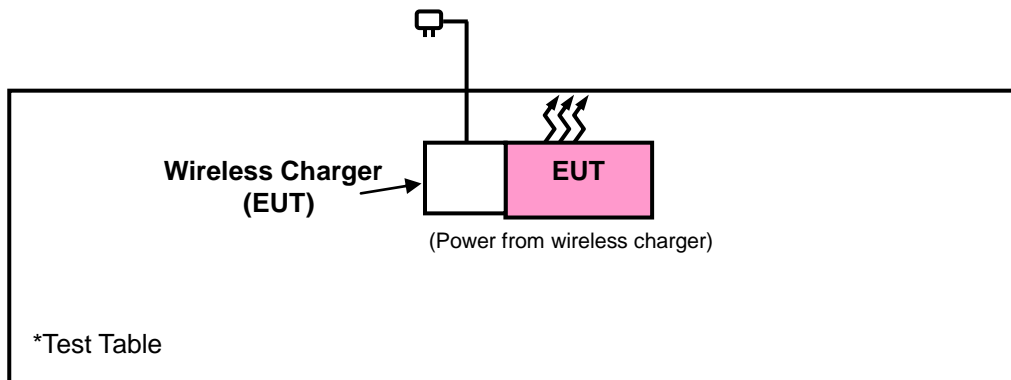 Wireless Charger
(EUT)
EUT
(Power from wireless charger)
*Test Table